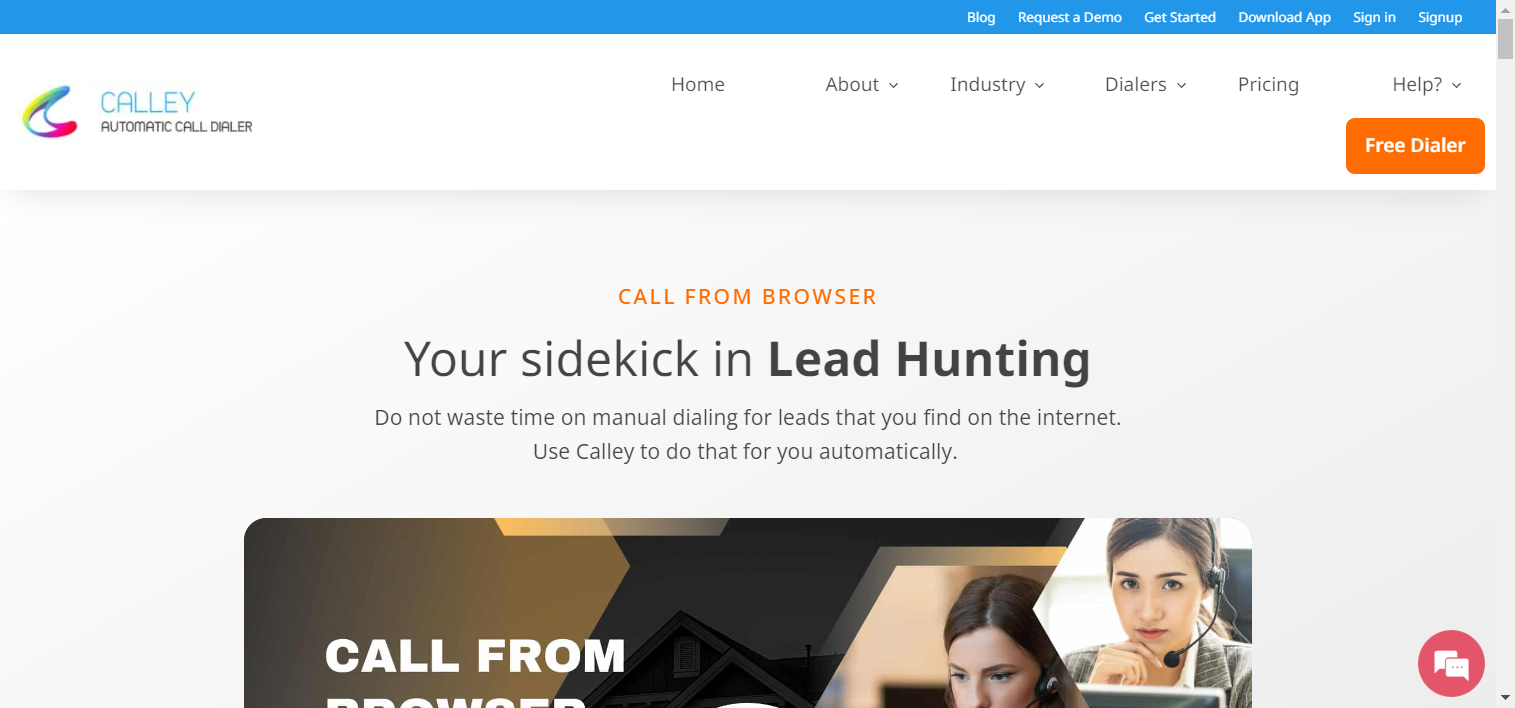 Blog Request a Demo Get Started Download App Sign in Signup
CALLEY
AUTOMATIC CALL DIALER
Home About Industry Dialers Pricing Help?
Free Dialer
CALL FROM BROWSER
Your sidekick in Lead Hunting
Do not waste time on manual dialing for leads that you find on the internet.
Use Calley to do that for you automatically.
CALL FROM
BROWSER